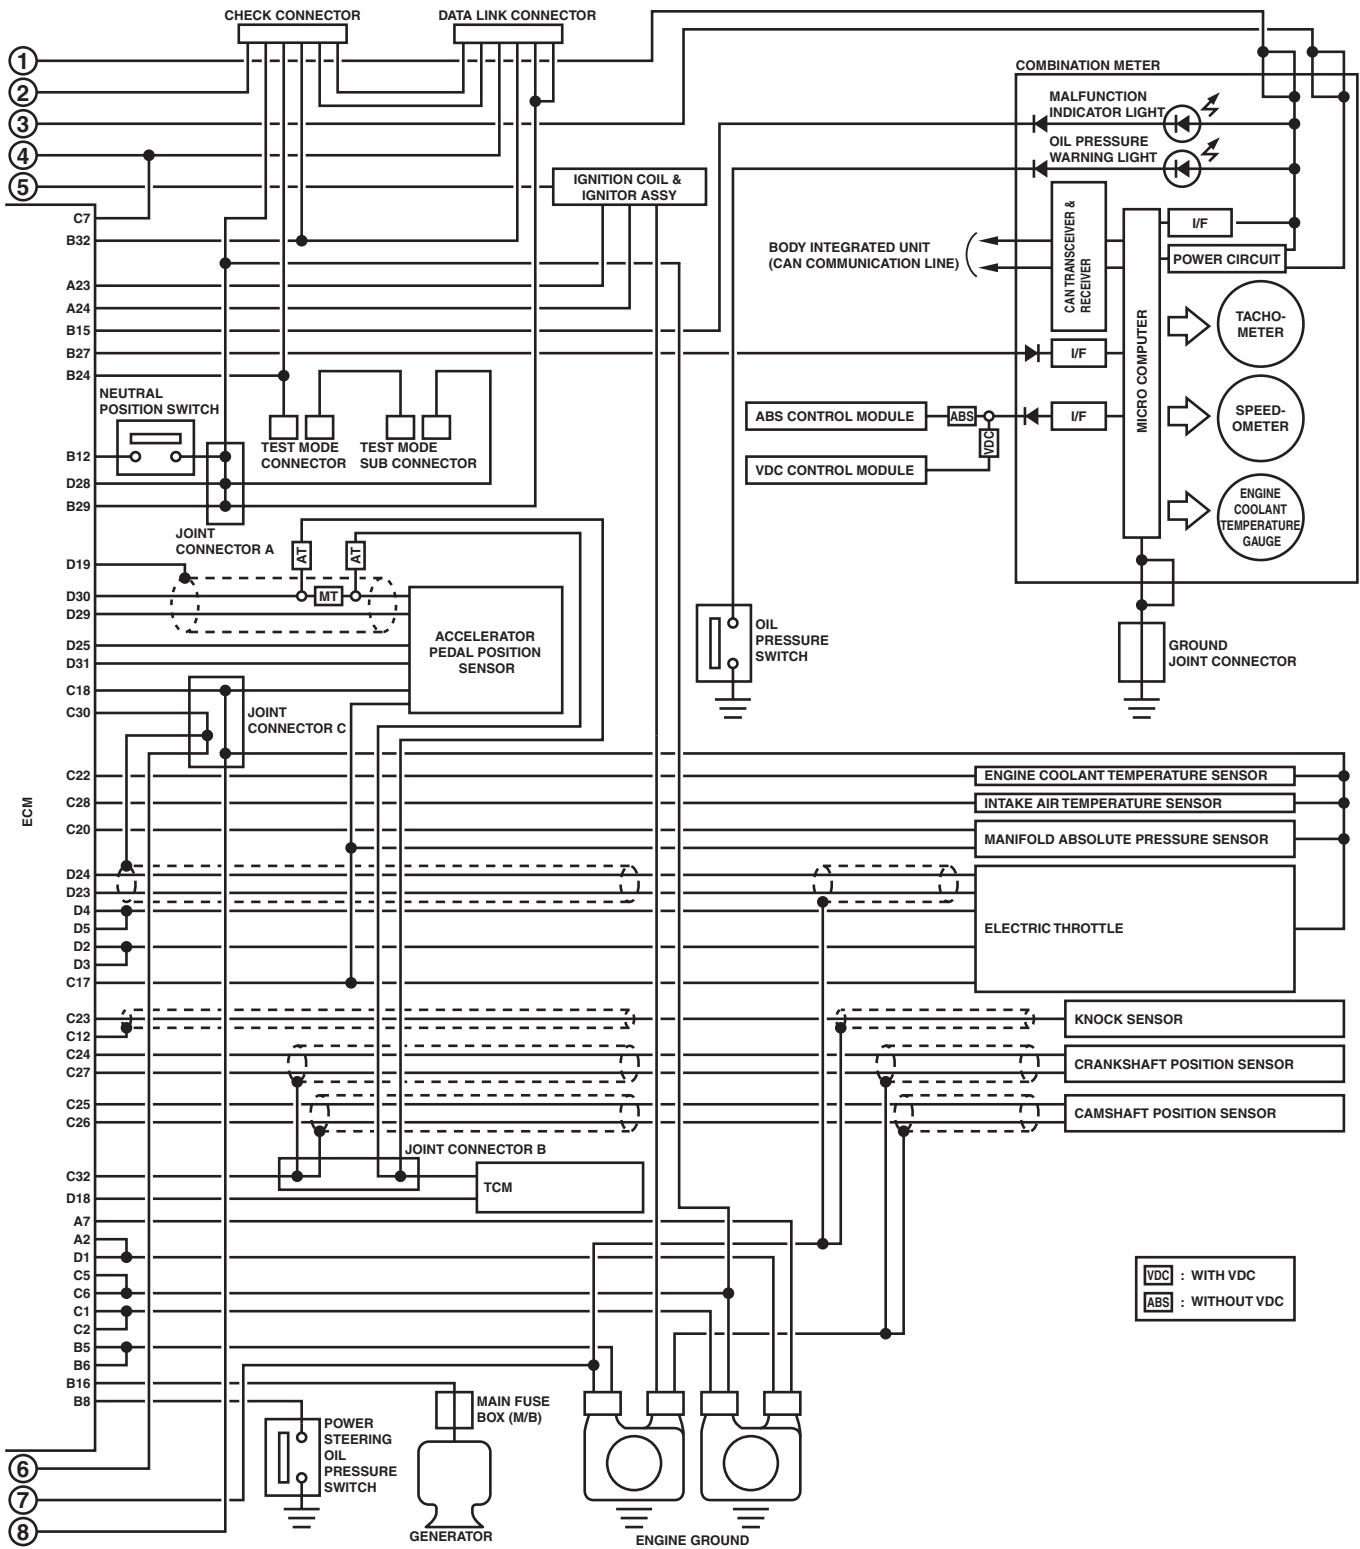 CHECK CONNECTOR
DATA LINK CONNECTOR
1
2
3
4
5
COMBINATION METER
MALFUNCTION
INDICATOR LIGHT
OIL PRESSURE
WARNING LIGHT
IGNITION COIL &
IGNITOR ASSY
CAN TRANSCEIVER &
RECEIVER
I/F
POWER CIRCUIT
BODY INTEGRATED UNIT
(CAN COMMUNICATION LINE)
MICRO COMPUTER
TACHO-
METER
I/F
ABS CONTROL MODULE
ABS
VDC
I/F
SPEED-
OMETER
VDC CONTROL MODULE
ENGINE
COOLANT
TEMPERATURE
GAUGE
C7
B32
A23
A24
B15
B27
B24
NEUTRAL
POSITION SWITCH
TEST MODE
CONNECTOR
TEST MODE
SUB CONNECTOR
B12
D28
B29
JOINT
CONNECTOR A
AT
AT
D19
D30
MT
D29
D25
D31
ACCELERATOR
PEDAL POSITION
SENSOR
OIL
PRESSURE
SWITCH
GROUND
JOINT CONNECTOR
C18
C30
JOINT
CONNECTOR C
ECM
C22
ENGINE COOLANT TEMPERATURE SENSOR
C28
INTAKE AIR TEMPERATURE SENSOR
C20
MANIFOLD ABSOLUTE PRESSURE SENSOR
D24
D23
D4
D5
D2
D3
C17
ELECTRIC THROTTLE
C23
KNOCK SENSOR
C12
C24
C27
CRANKSHAFT POSITION SENSOR
C25
C26
CAMSHAFT POSITION SENSOR
JOINT CONNECTOR B
C32
D18
TCM
A7
A2
D1
C5
C6
C1
C2
B5
B6
B16
B8
VDC : WITH VDC
ABS : WITHOUT VDC
MAIN FUSE
BOX (M/B)
POWER
STEERING
OIL
PRESSURE
SWITCH
GENERATOR
ENGINE GROUND
6
7
8